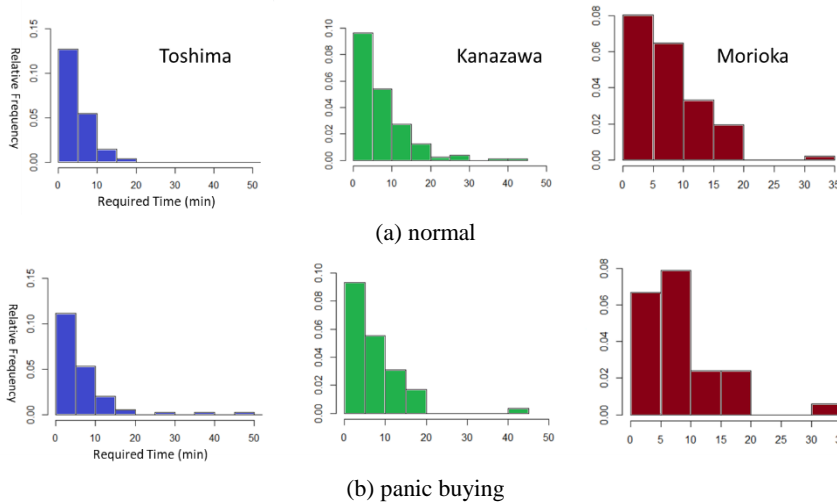 Toshima Kanazawa Morioka
Relative Frequency
0.00 0.05 0.10 0.15
0.00 0.02 0.04 0.06 0.08 0.10
0.00 0.02 0.04 0.06 0.08
0 10 20 30 40 50
0 10 20 30 40 50
0 5 10 15 20 25 30 35
Required Time (min)
(a) normal
Relative Frequency
0.00 0.05 0.10 0.15
0.00 0.02 0.04 0.06 0.08 0.10
0.00 0.02 0.04 0.06 0.08
0 10 20 30 40 50
0 10 20 30 40 50
0 5 10 15 20 25 30 35
Required Time (min)
(b) panic buying